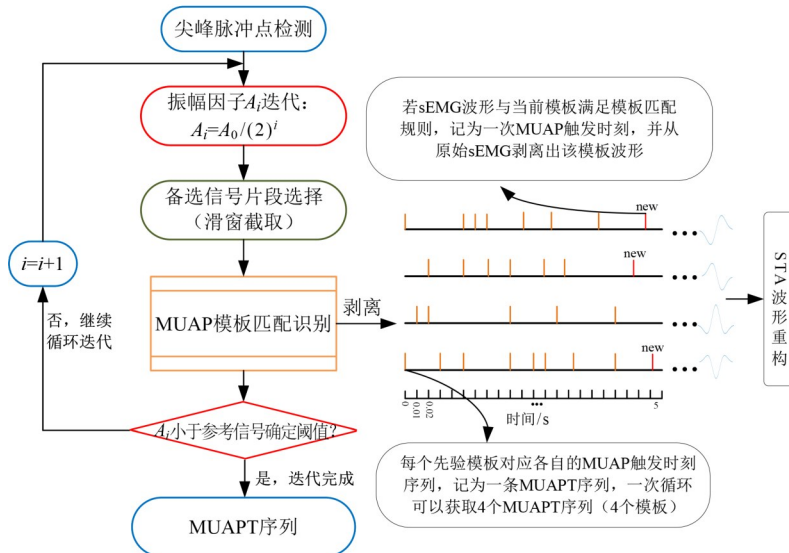 尖峰脉冲点检测
振幅因子Ai迭代：
Ai=A0/(2)^i
备选信号片段选择
（滑窗截取）
i=i+1
MUAP模板匹配识别
剥离
否，继续
循环迭代
Ai小于参考信号确定阈值?
是，迭代完成
MUAPT序列
若sEMG波形与当前模板满足模板匹配
规则，记为一次MUAP触发时刻，并从
原始sEMG剥离出该模板波形
new
•••
new
•••
•••
new
•••
•••
0
0.01
0.02
5
时间/s
每个先验模板对应各自的MUAP触发时刻
序列，记为一条MUAPT序列，一次循环
可以获取4个MUAPT序列（4个模板）
STA波形重构